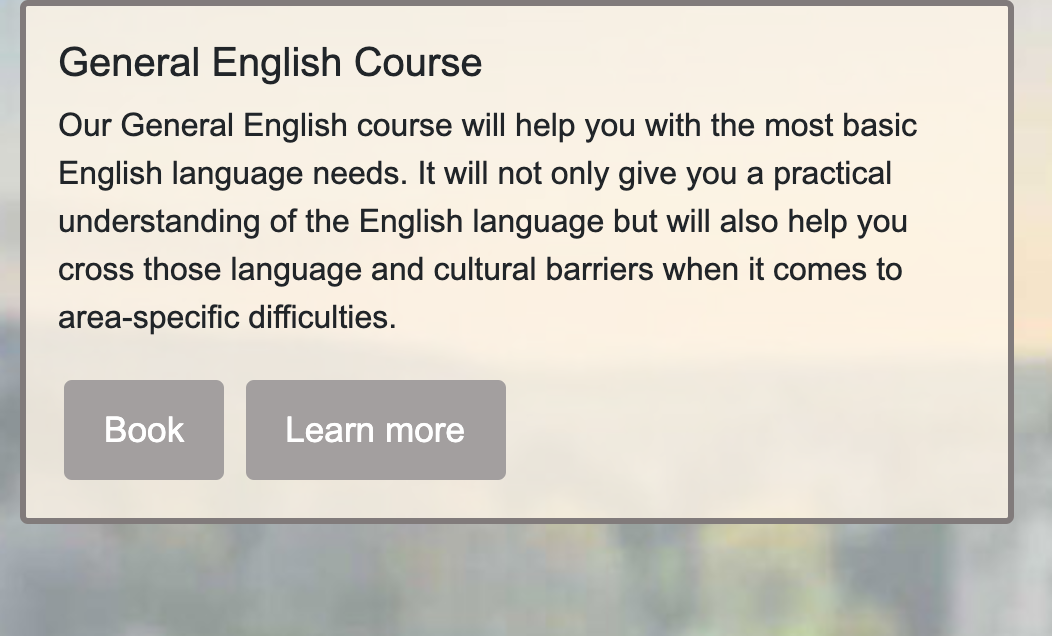 General English Course
Our General English course will help you with the most basic
English language needs. It will not only give you a practical
understanding of the English language but will also help you
cross those language and cultural barriers when it comes to
area-specific difficulties.
Book
Learn more